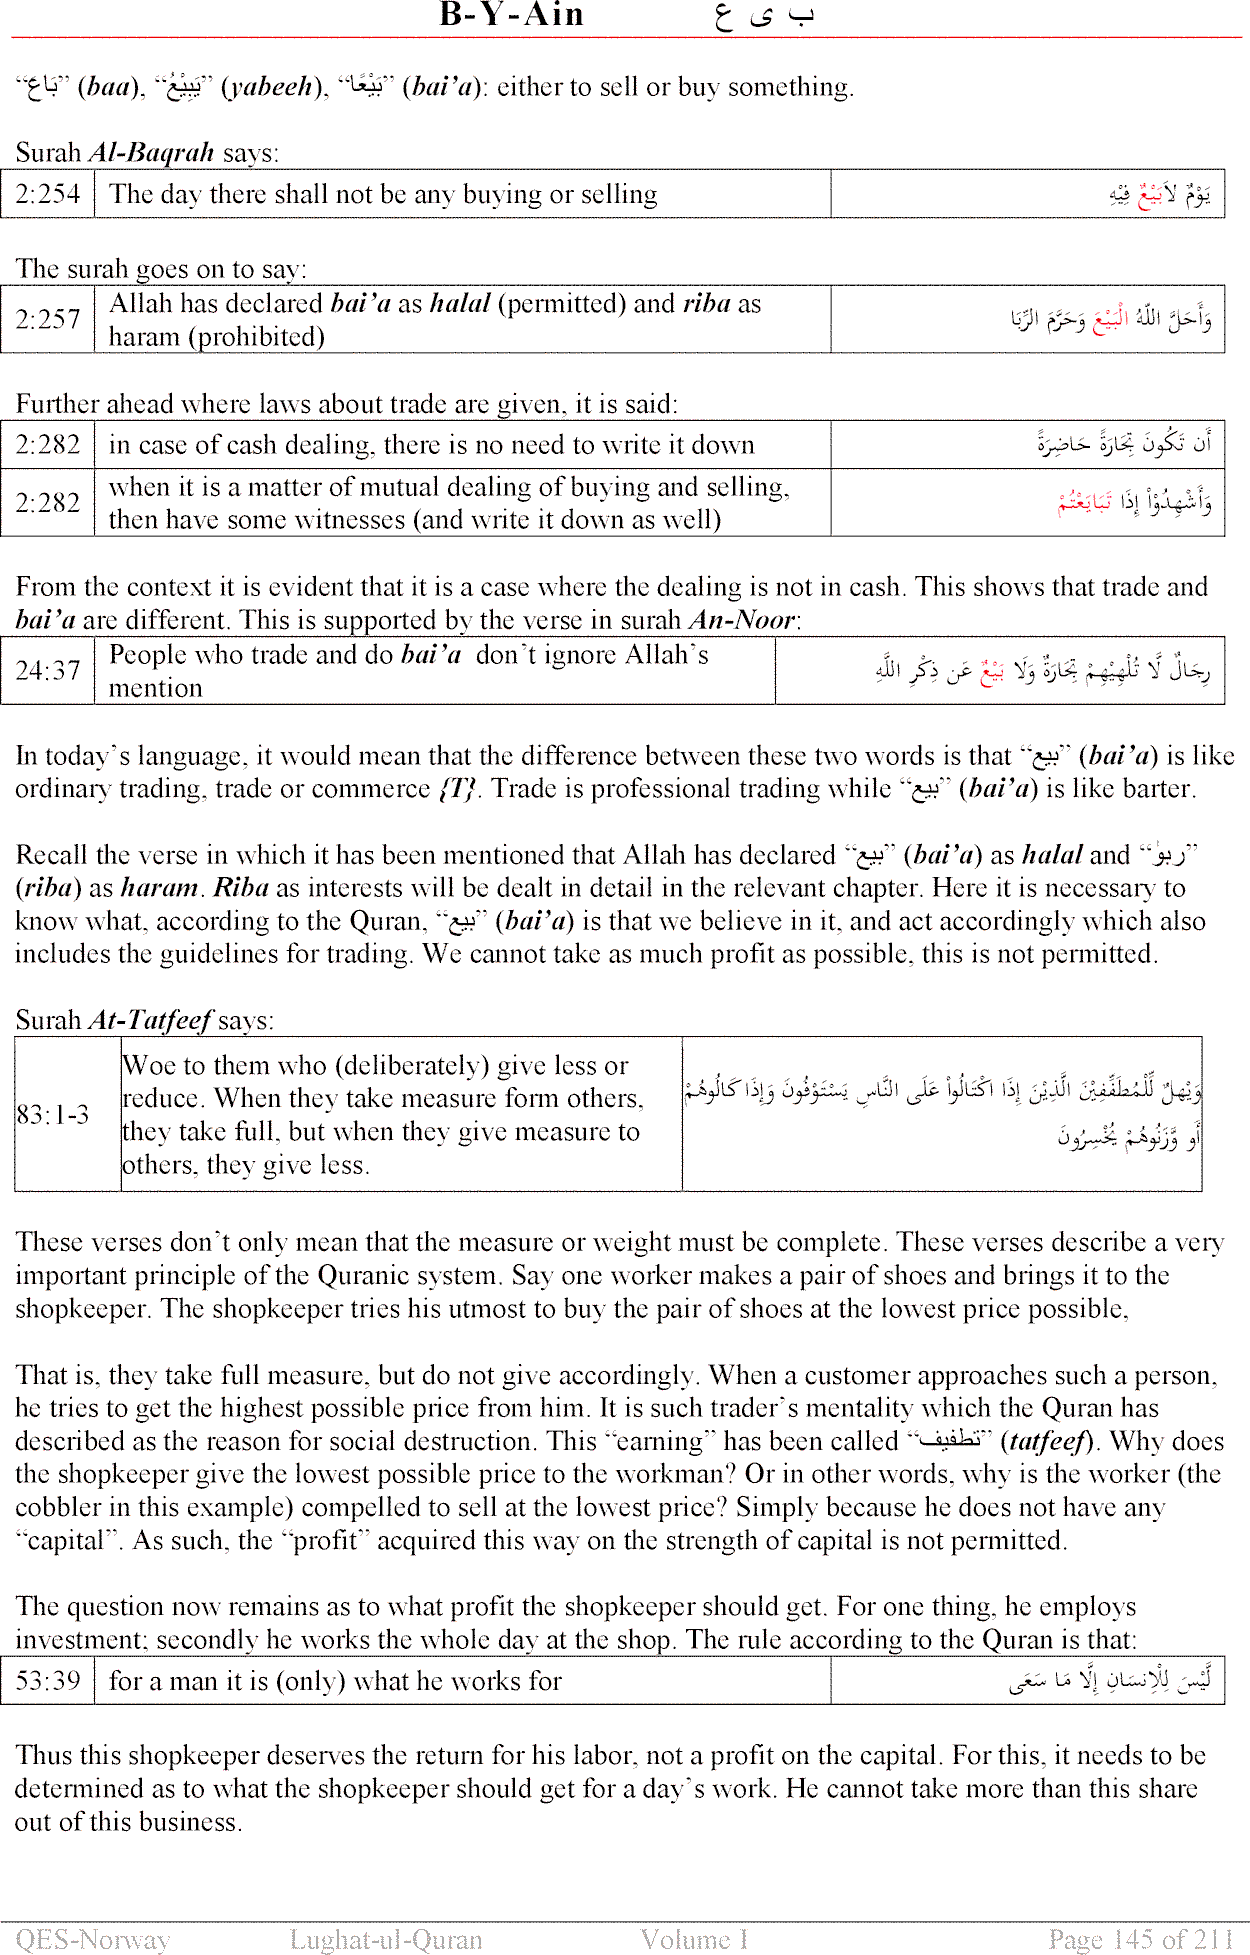 B-Y-Ain ب ی ع
“بَاعَ” (baa), “يَبِيْعُ” (yabeeh), “بَيْعًا” (bai’a): either to sell or buy something.
Surah Al-Baqrah says:
2:254 The day there shall not be any buying or selling يَوْمٌ لاَبَيْعٌ فِيْهِ
The surah goes on to say:
2:257 Allah has declared bai’a as halal (permitted) and riba as
haram (prohibited) وَأَحَلَّ اللّهُ الْبَيْعَ وَحَرَّمَ الرِّبَا
Further ahead where laws about trade are given, it is said:
2:282 in case of cash dealing, there is no need to write it down أَن تَكُونَ تِجَارَةً حَاضِرَةً
2:282 when it is a matter of mutual dealing of buying and selling,
then have some witnesses (and write it down as well) وَأَشْهِدُوْاْ إِذَا تَبَايَعْتُمْ
From the context it is evident that it is a case where the dealing is not in cash. This shows that trade and
bai’a are different. This is supported by the verse in surah An-Noor:
24:37 People who trade and do bai’a don’t ignore Allah’s
mention رِجَالٌ لَّا تُلْهِيْهِمْ تِجَارَةٌ وَلَا بَيْعٌ عَن ذِكْرِ اللَّهِ
In today’s language, it would mean that the difference between these two words is that “بيع” (bai’a) is like
ordinary trading, trade or commerce {T}. Trade is professional trading while “بيع” (bai’a) is like barter.
Recall the verse in which it has been mentioned that Allah has declared “بيع” (bai’a) as halal and “ربوٰ”
(riba) as haram. Riba as interests will be dealt in detail in the relevant chapter. Here it is necessary to
know what, according to the Quran, “بيع” (bai’a) is that we believe in it, and act accordingly which also
includes the guidelines for trading. We cannot take as much profit as possible, this is not permitted.
Surah At-Tatfeef says:
83:1-3 Woe to them who (deliberately) give less or
reduce. When they take measure form others,
they take full, but when they give measure to
others, they give less.
وَيْهلٌ لِّلْمُطَفِّفِيْنَ الَّذِيْنَ إِذَا اكْتَالُواْ عَلَى النَّاسِ يَسْتَوْفُونَ وَإِذَا كَالُوهُمْ
أَو وَّزَنُوهُمْ يُخْسِرُونَ
These verses don’t only mean that the measure or weight must be complete. These verses describe a very
important principle of the Quranic system. Say one worker makes a pair of shoes and brings it to the
shopkeeper. The shopkeeper tries his utmost to buy the pair of shoes at the lowest price possible,
That is, they take full measure, but do not give accordingly. When a customer approaches such a person,
he tries to get the highest possible price from him. It is such trader’s mentality which the Quran has
described as the reason for social destruction. This “earning” has been called “تطفيف” (tatfeef). Why does
the shopkeeper give the lowest possible price to the workman? Or in other words, why is the worker (the
cobbler in this example) compelled to sell at the lowest price? Simply because he does not have any
“capital”. As such, the “profit” acquired this way on the strength of capital is not permitted.
The question now remains as to what profit the shopkeeper should get. For one thing, he employs
investment; secondly he works the whole day at the shop. The rule according to the Quran is that:
53:39 for a man it is (only) what he works for لَّيْسَ لِلْإِنسَانِ إِلَّا مَا سَعَى
Thus this shopkeeper deserves the return for his labor, not a profit on the capital. For this, it needs to be
determined as to what the shopkeeper should get for a day’s work. He cannot take more than this share
out of this business.
QES-Norway Lughat-ul-Quran Volume I Page 145 of 211